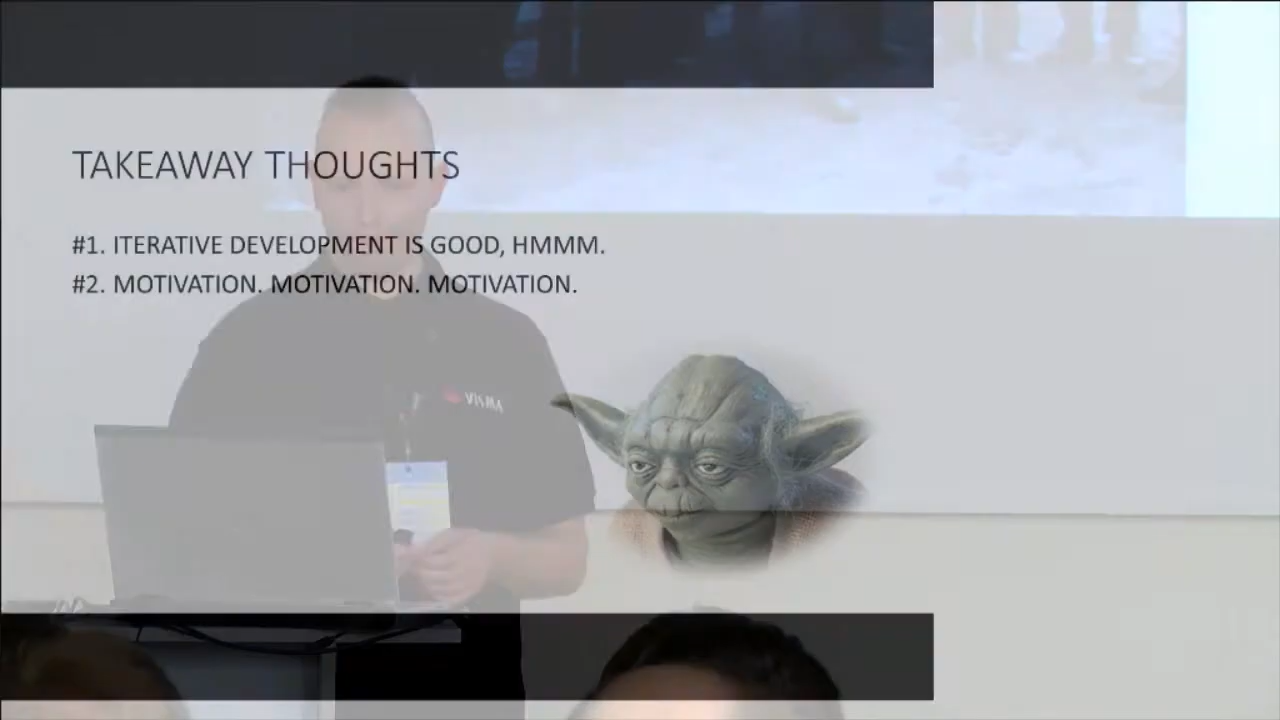 TAKEAWAY THOUGHTS
#1. ITERATIVE DEVELOPMENT IS GOOD, HMMM.
#2. MOTIVATION. MOTIVATION. MOTIVATION.
VISMA